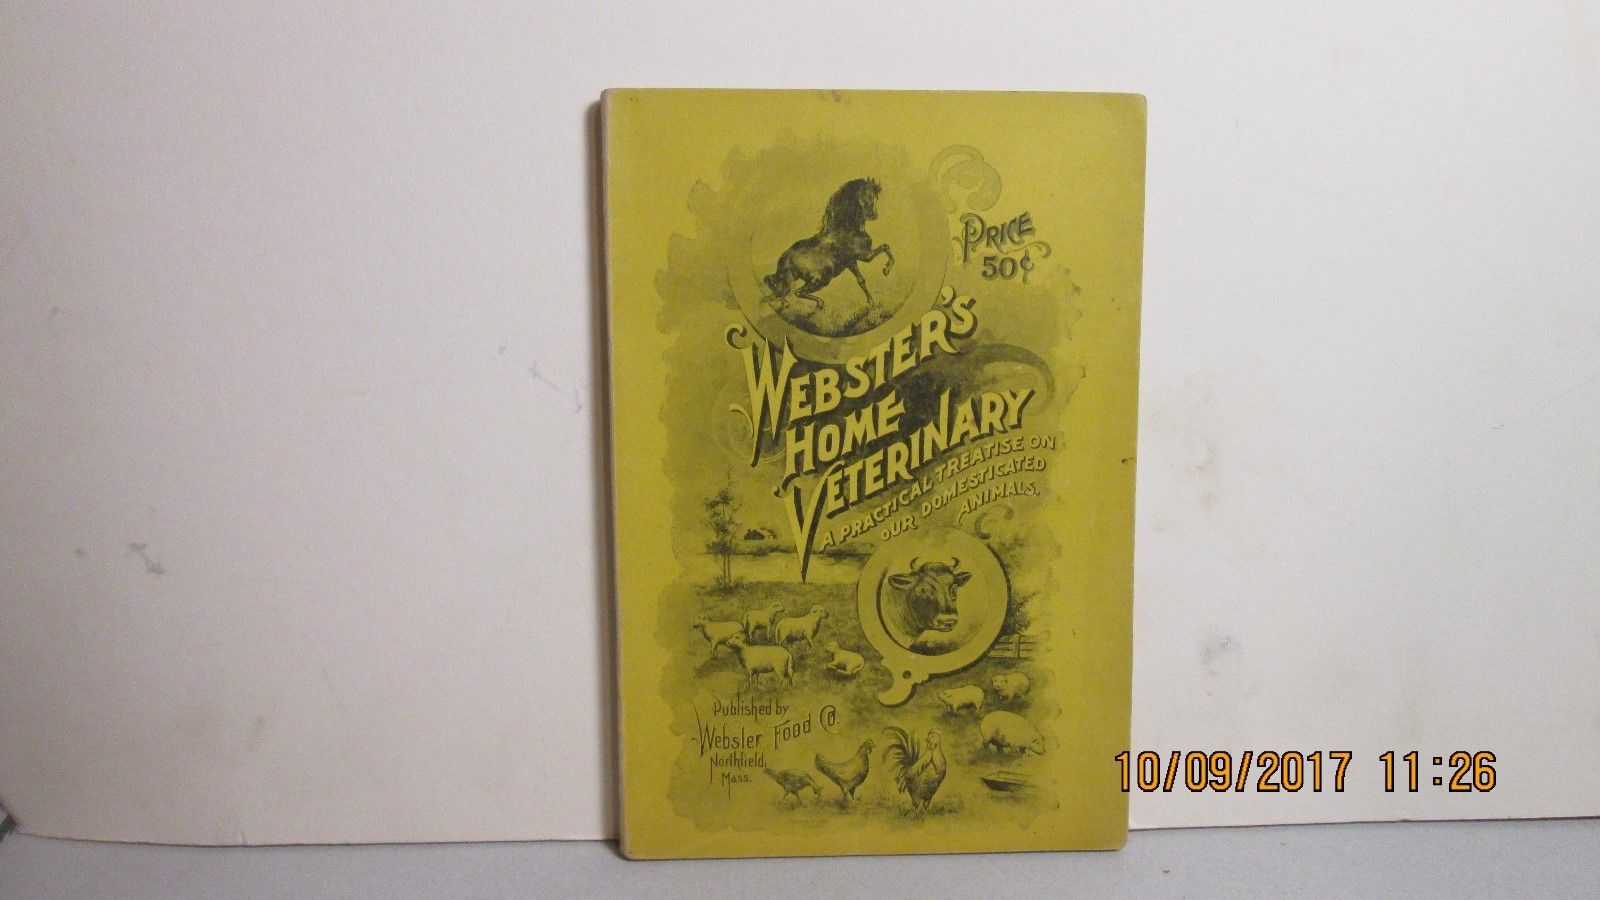 PRICE
50¢
WEBSTER'S
HOME
VETERINARY
A PRACTICAL TREATISE ON
OUR DOMESTICATED
ANIMALS.
Published by
Webster Food Co.
Northfield,
Mass.
10/09/2017 11:26